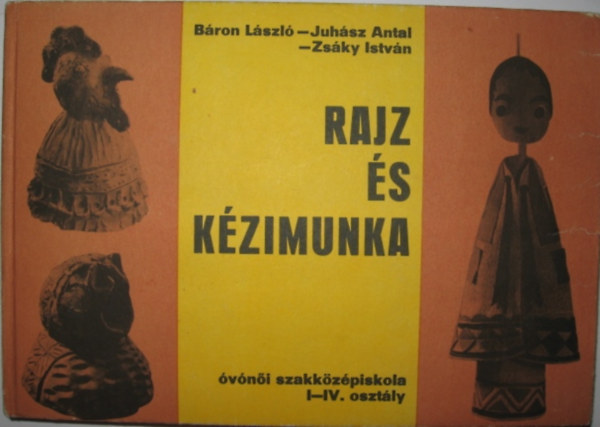 Báron László—Juhász Antal
—Zsáky István
RAJZ
ÉS
KÉZIMUNKA
óvónői szakközépiskola
I—IV. osztály